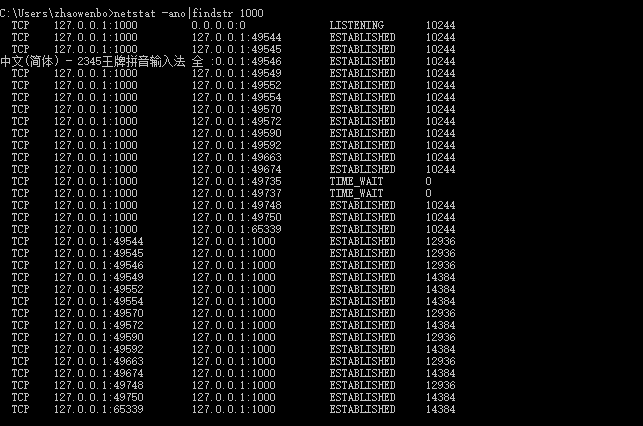 C:\Users\zhaowenbo>netstat -ano|findstr 1000
TCP 127.0.0.1:1000 0.0.0.0:0 LISTENING 10244
TCP 127.0.0.1:1000 127.0.0.1:49544 ESTABLISHED 10244
TCP 127.0.0.1:1000 127.0.0.1:49545 ESTABLISHED 10244
中文(简体) - 2345王牌拼音输入法 全 :0.0.1:49546 ESTABLISHED 10244
TCP 127.0.0.1:1000 127.0.0.1:49549 ESTABLISHED 10244
TCP 127.0.0.1:1000 127.0.0.1:49552 ESTABLISHED 10244
TCP 127.0.0.1:1000 127.0.0.1:49554 ESTABLISHED 10244
TCP 127.0.0.1:1000 127.0.0.1:49570 ESTABLISHED 10244
TCP 127.0.0.1:1000 127.0.0.1:49572 ESTABLISHED 10244
TCP 127.0.0.1:1000 127.0.0.1:49590 ESTABLISHED 10244
TCP 127.0.0.1:1000 127.0.0.1:49592 ESTABLISHED 10244
TCP 127.0.0.1:1000 127.0.0.1:49663 ESTABLISHED 10244
TCP 127.0.0.1:1000 127.0.0.1:49674 ESTABLISHED 10244
TCP 127.0.0.1:1000 127.0.0.1:49735 TIME_WAIT 0
TCP 127.0.0.1:1000 127.0.0.1:49737 TIME_WAIT 0
TCP 127.0.0.1:1000 127.0.0.1:49748 ESTABLISHED 10244
TCP 127.0.0.1:1000 127.0.0.1:49750 ESTABLISHED 10244
TCP 127.0.0.1:1000 127.0.0.1:65339 ESTABLISHED 10244
TCP 127.0.0.1:49544 127.0.0.1:1000 ESTABLISHED 12936
TCP 127.0.0.1:49545 127.0.0.1:1000 ESTABLISHED 12936
TCP 127.0.0.1:49546 127.0.0.1:1000 ESTABLISHED 12936
TCP 127.0.0.1:49549 127.0.0.1:1000 ESTABLISHED 14384
TCP 127.0.0.1:49552 127.0.0.1:1000 ESTABLISHED 14384
TCP 127.0.0.1:49554 127.0.0.1:1000 ESTABLISHED 14384
TCP 127.0.0.1:49570 127.0.0.1:1000 ESTABLISHED 12936
TCP 127.0.0.1:49572 127.0.0.1:1000 ESTABLISHED 14384
TCP 127.0.0.1:49590 127.0.0.1:1000 ESTABLISHED 12936
TCP 127.0.0.1:49592 127.0.0.1:1000 ESTABLISHED 14384
TCP 127.0.0.1:49663 127.0.0.1:1000 ESTABLISHED 12936
TCP 127.0.0.1:49674 127.0.0.1:1000 ESTABLISHED 14384
TCP 127.0.0.1:49748 127.0.0.1:1000 ESTABLISHED 12936
TCP 127.0.0.1:49750 127.0.0.1:1000 ESTABLISHED 14384
TCP 127.0.0.1:65339 127.0.0.1:1000 ESTABLISHED 14384